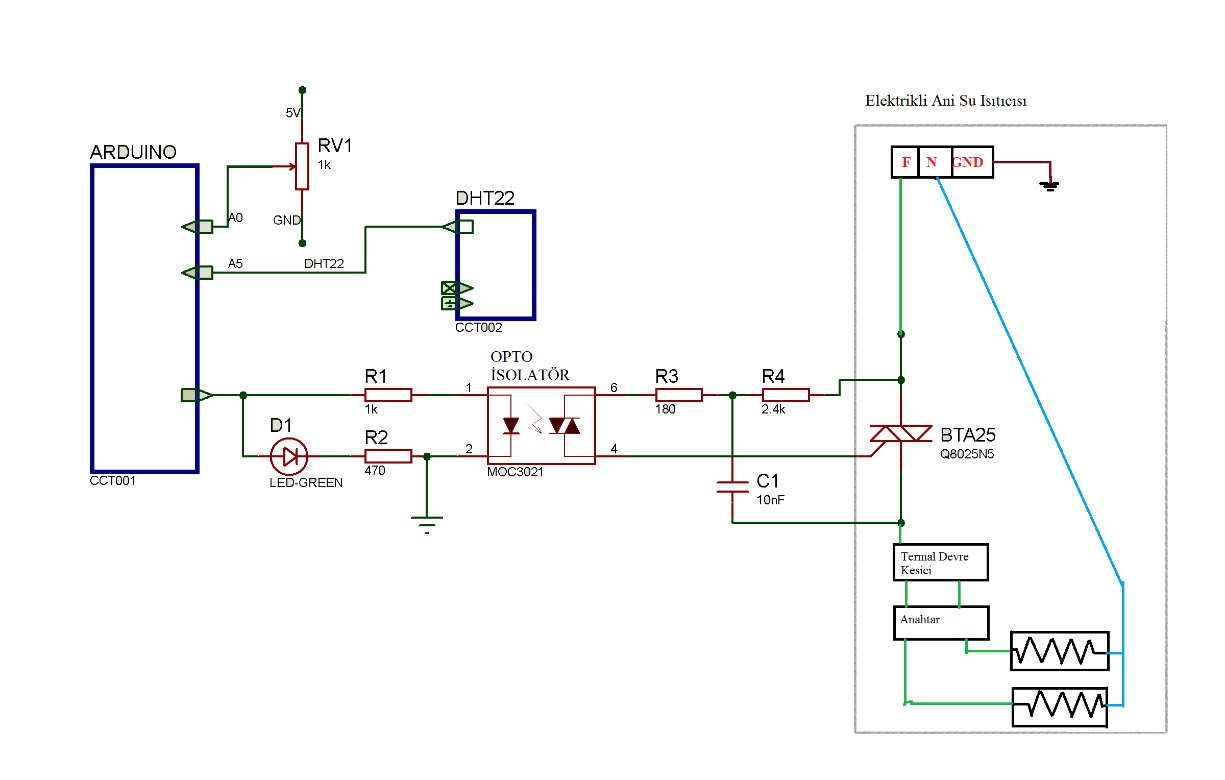 Elektrikli Ani Su Isıtıcısı
5V
RV1
1k
ARDUINO
F N GND
DHT22
A0
GND
A5
DHT22
CCT002
OPTO
İSOLATÖR
R1
1k
1
6
R3
180
R4
2.4k
D1
LED-GREEN
R2
470
2
4
MOC3021
BTA25
Q8025N5
CCT001
C1
10nF
Termal Devre
Kesici
Anahtar